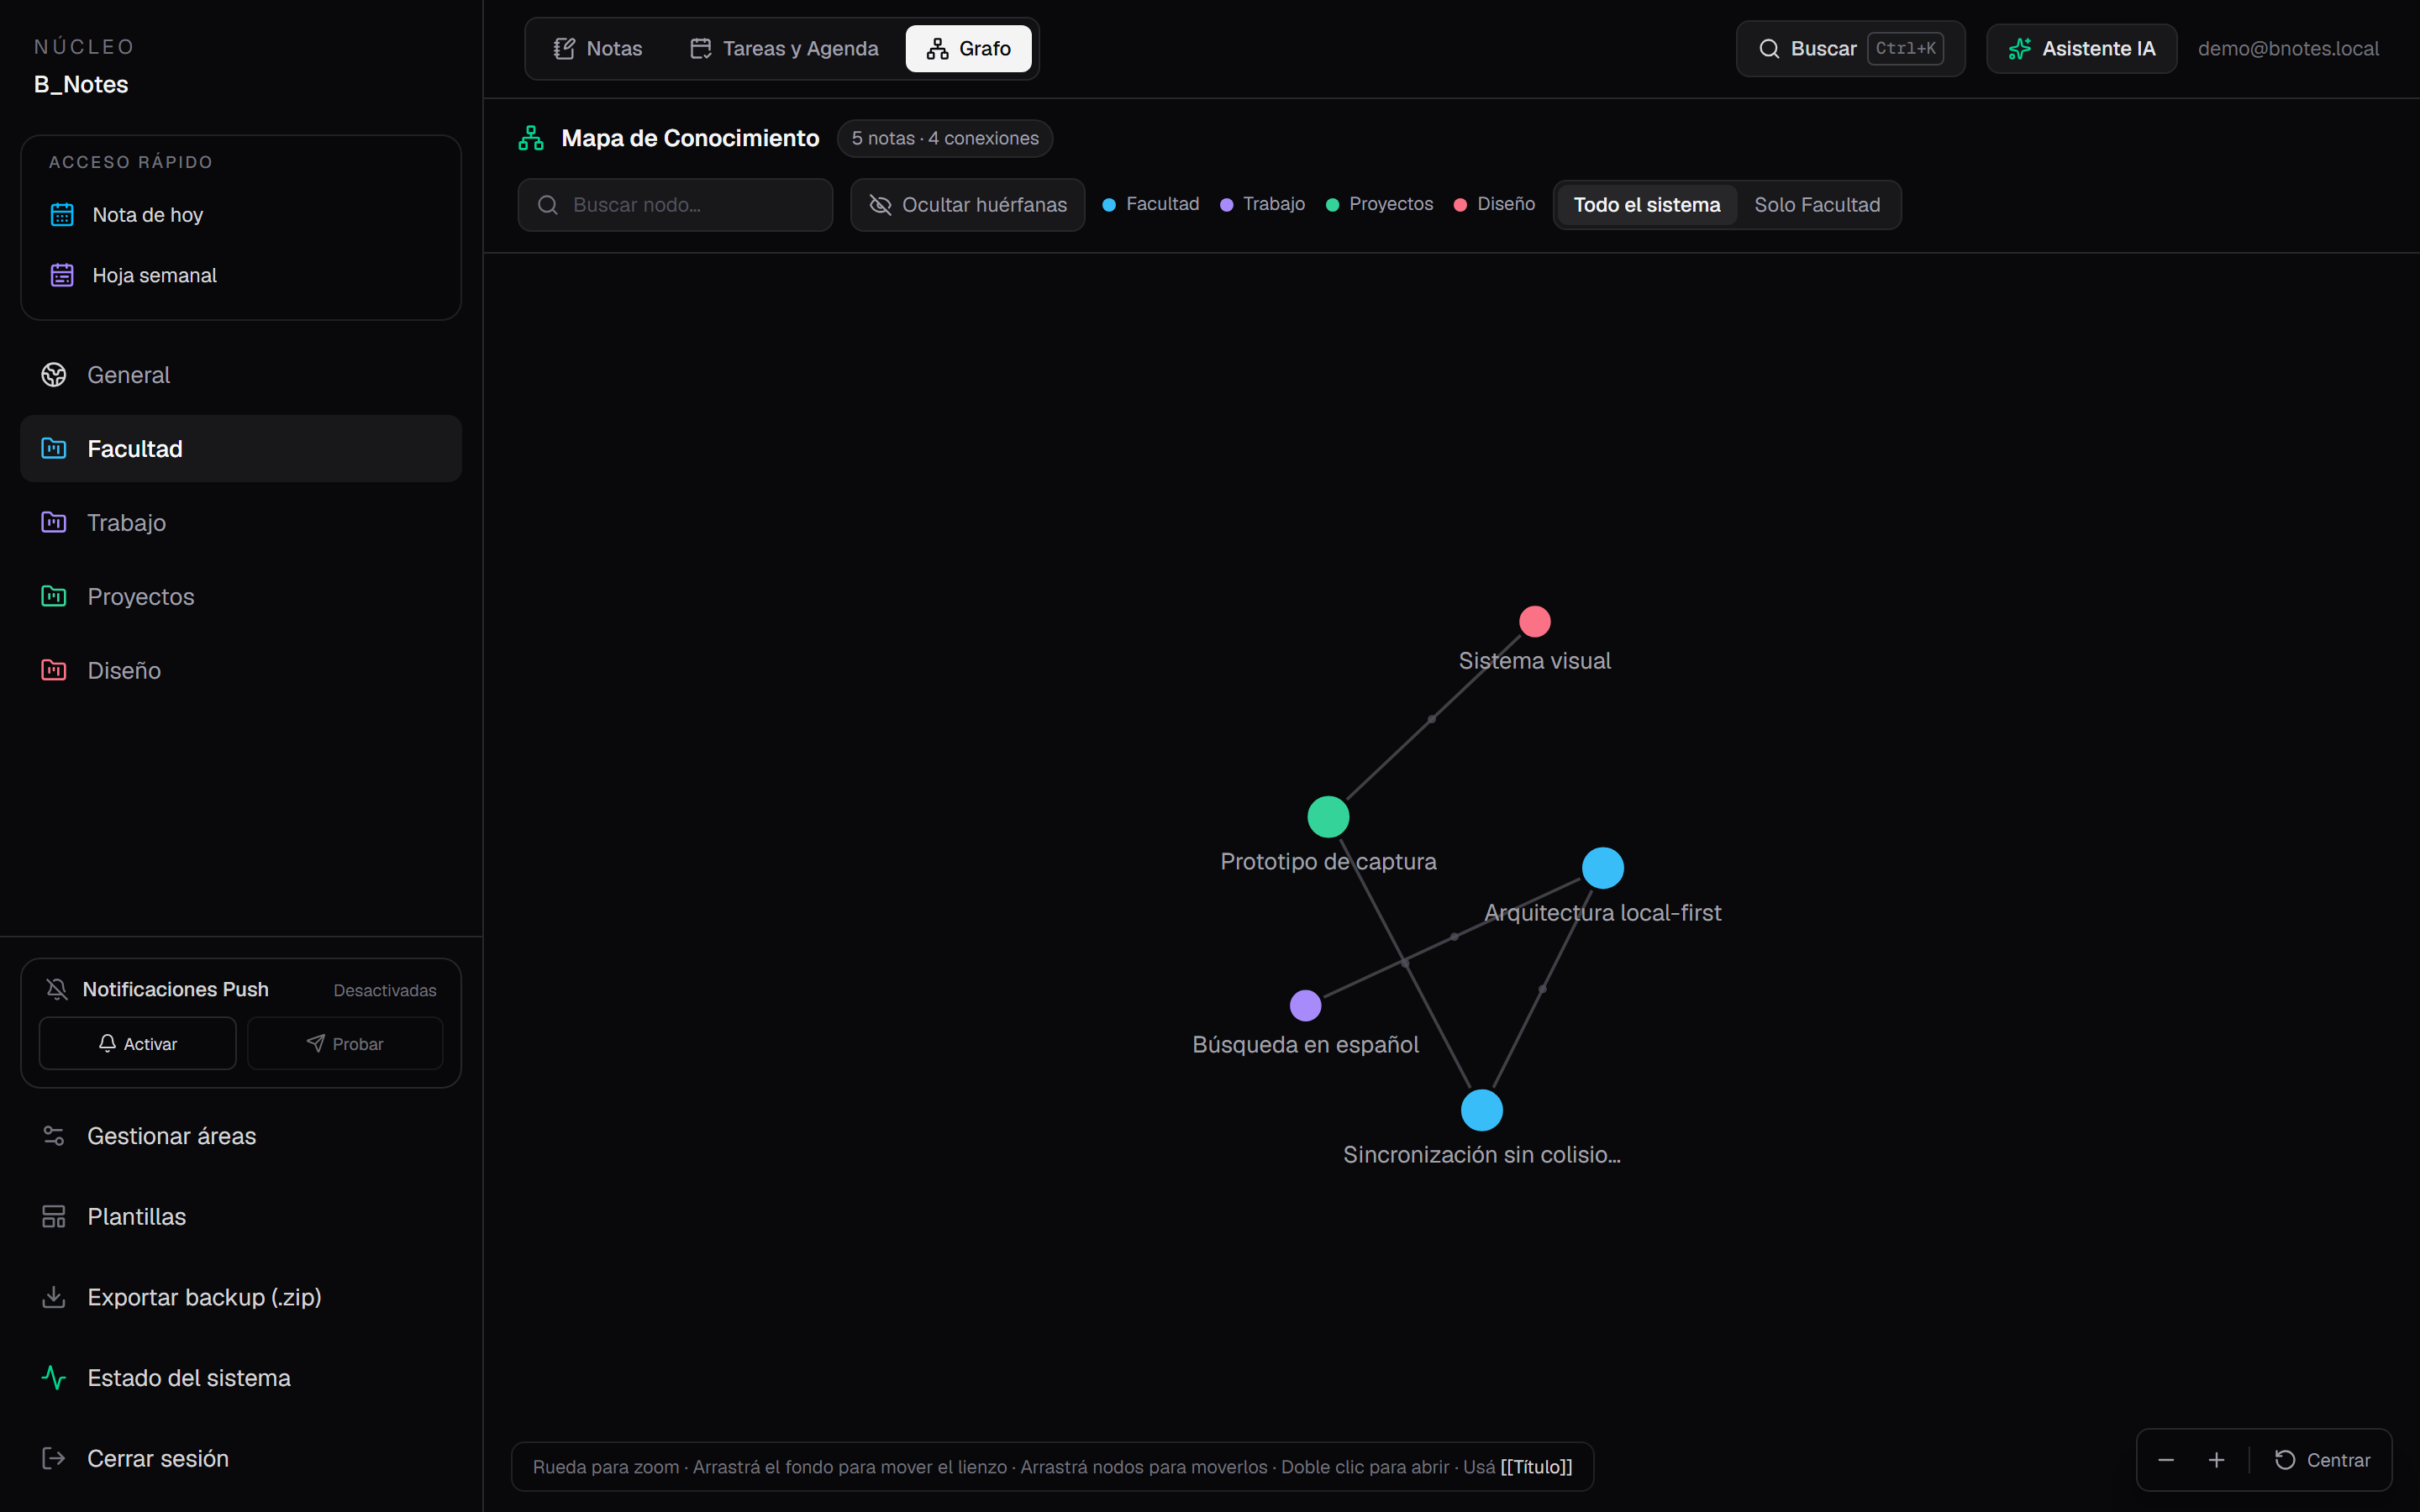 NÚCLEO
B_Notes
ACCESO RÁPIDO
Nota de hoy
Hoja semanal
General
Facultad
Trabajo
Proyectos
Diseño
Notificaciones Push Desactivadas
Activar Probar
Gestionar áreas
Plantillas
Exportar backup (.zip)
Estado del sistema
Cerrar sesión
Notas Tareas y Agenda Grafo Buscar Ctrl+K Asistente IA demo@bnotes.local
Mapa de Conocimiento 5 notas · 4 conexiones
Buscar nodo... Ocultar huérfanas Facultad Trabajo Proyectos Diseño Todo el sistema Solo Facultad
Sistema visual
Prototipo de captura
Arquitectura local-first
Búsqueda en español
Sincronización sin colisio...
Rueda para zoom · Arrastrá el fondo para mover el lienzo · Arrastrá nodos para moverlos · Doble clic para abrir · Usá [[Título]]
− + Centrar